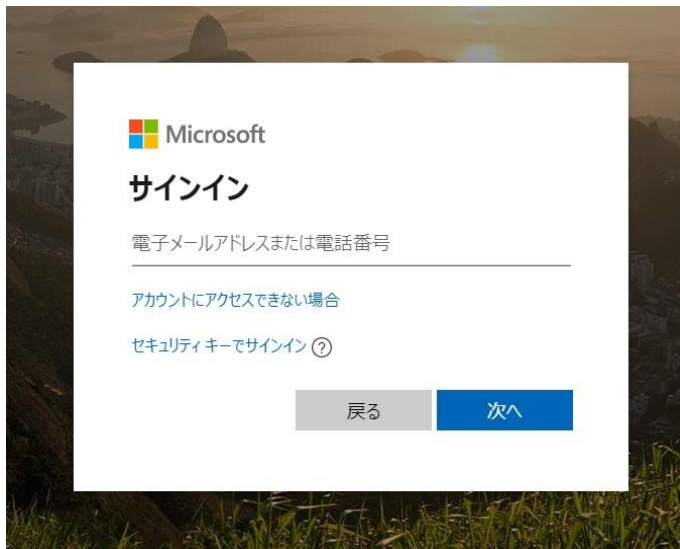 Microsoft
サインイン
電子メールアドレスまたは電話番号
アカウントにアクセスできない場合
セキュリティ キーでサインイン ?
戻る
次へ